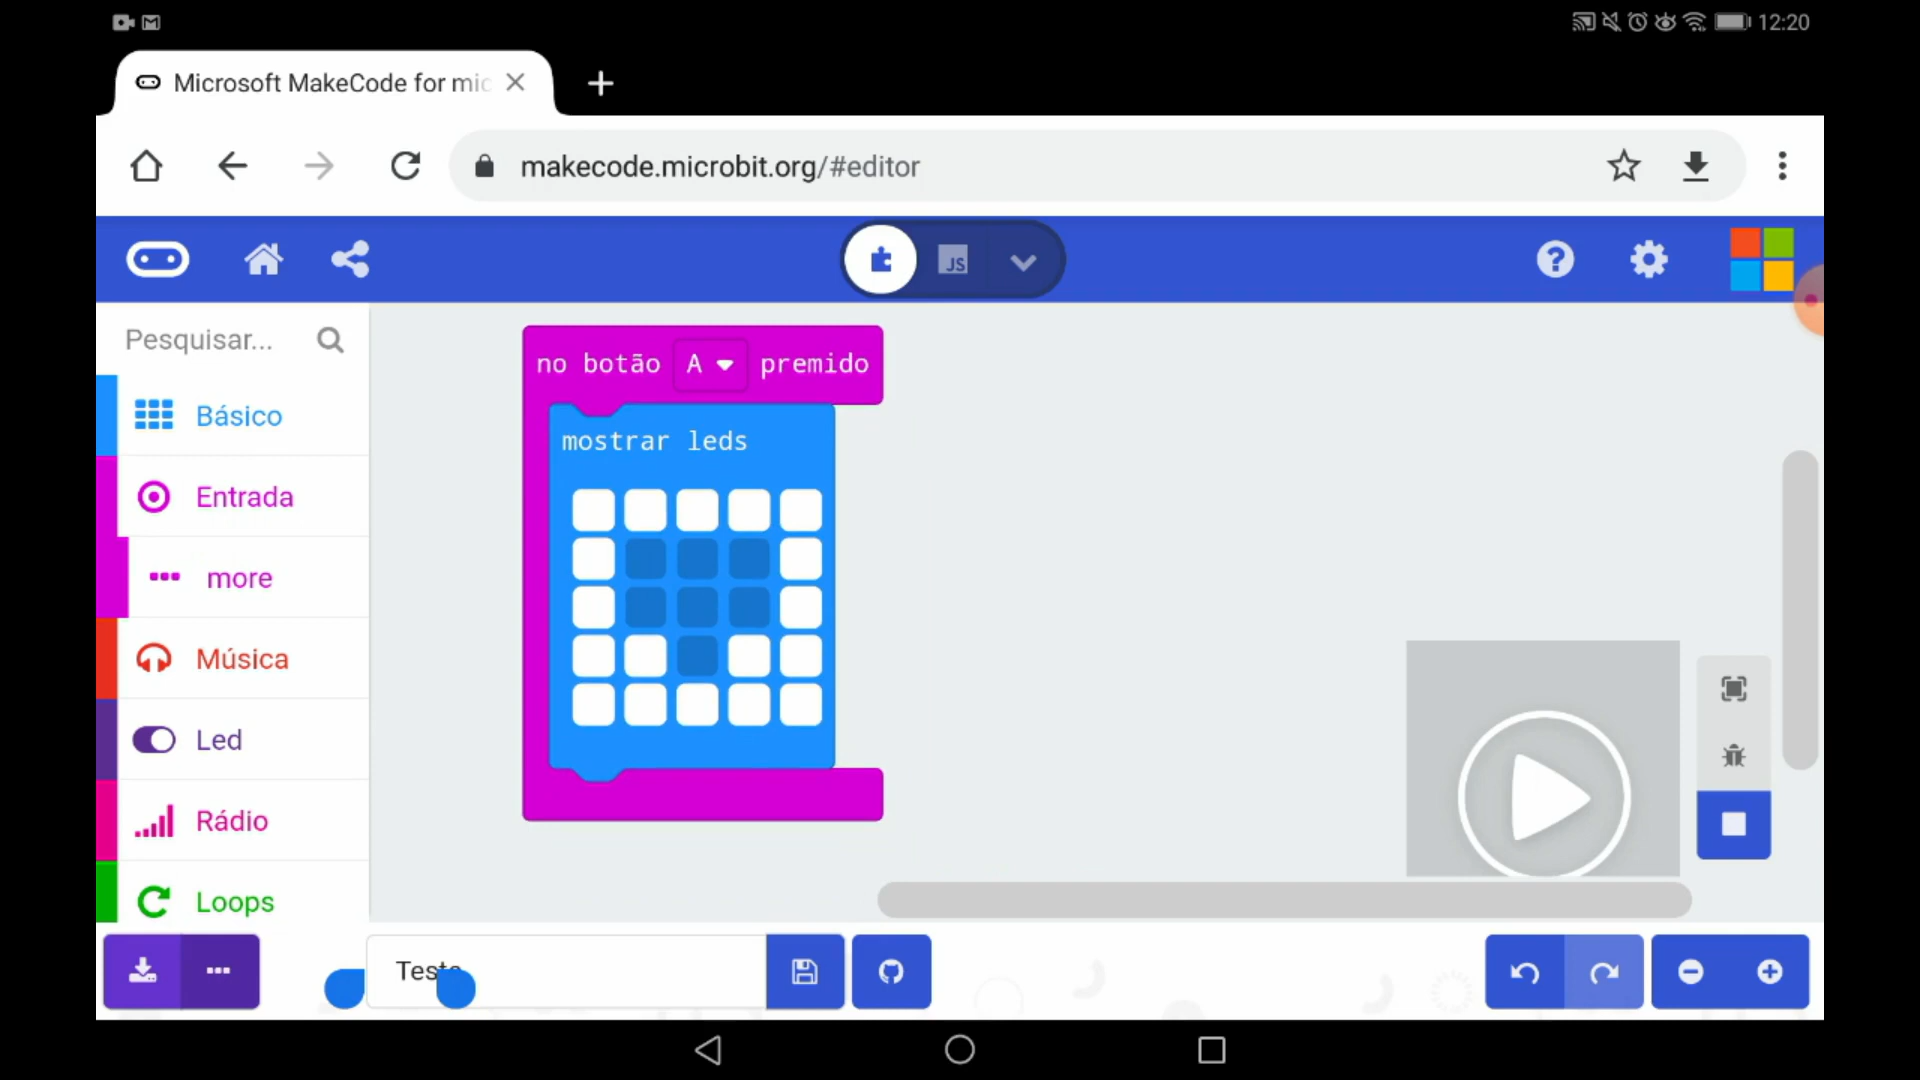 12:20
Microsoft MakeCode for mic
makecode.microbit.org/#editor
JS
Pesquisar...
no botão A premido
mostrar leds
Básico
Entrada
more
Música
Led
Rádio
Loops
Teste